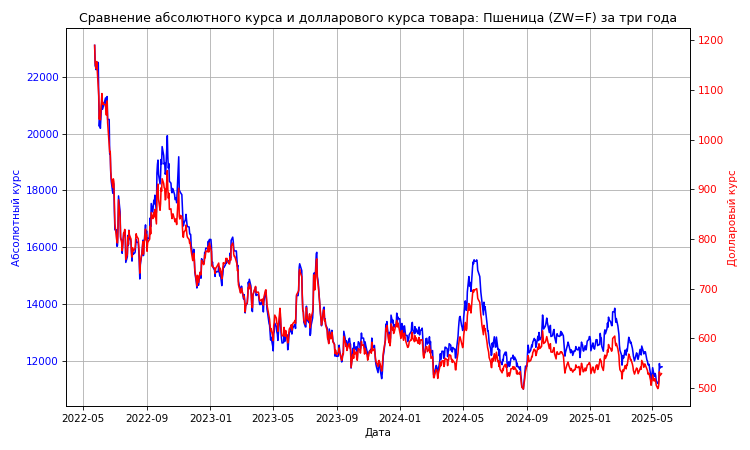 Сравнение абсолютного курса и долларового курса товара: Пшеница (ZW=F) за три года
Абсолютный курс
22000
20000
18000
16000
14000
12000
1200
1100
1000
900
800
700
600
500
Долларовый курс
2022-05 2022-09 2023-01 2023-05 2023-09 2024-01 2024-05 2024-09 2025-01 2025-05
Дата